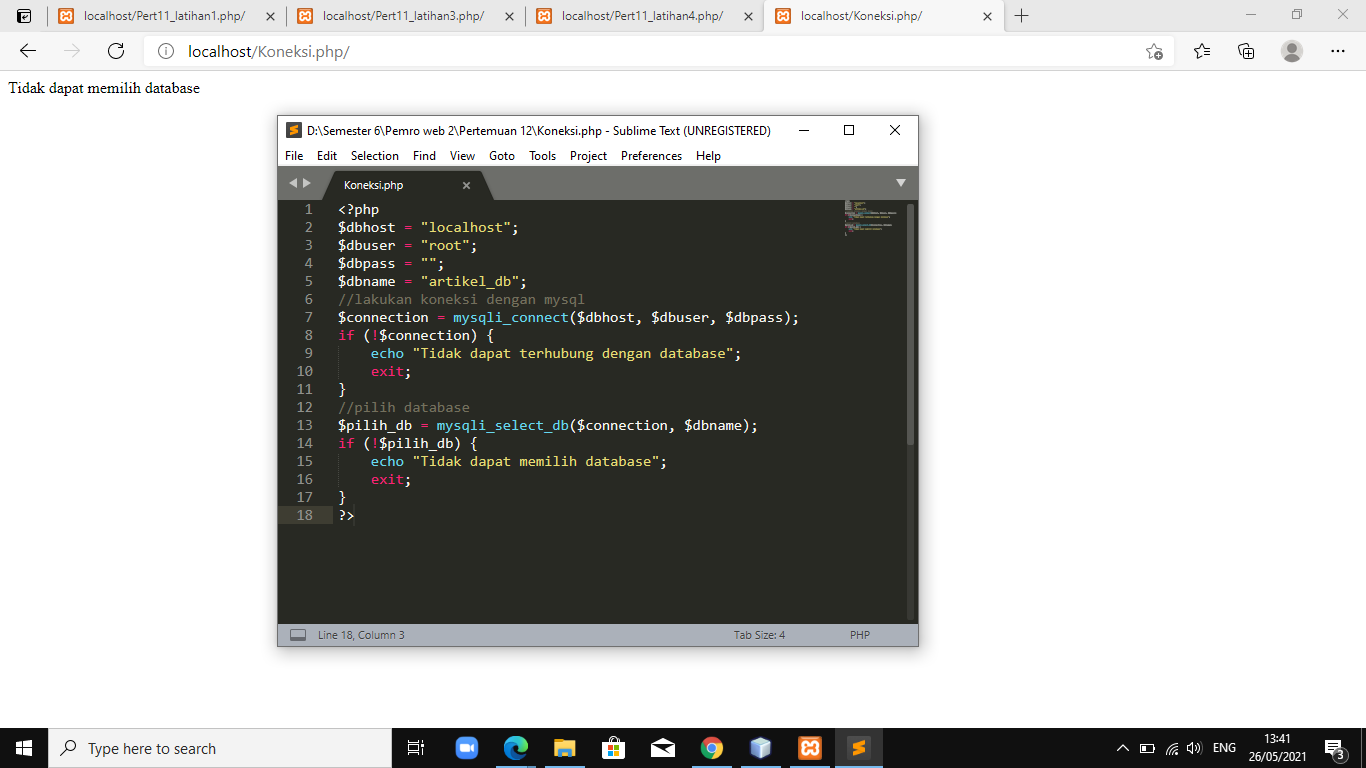 localhost/Pert11_latihan1.php/
localhost/Pert11_latihan3.php/
localhost/Pert11_latihan4.php/
localhost/Koneksi.php/
localhost/Koneksi.php/
Tidak dapat memilih database
D:\Semester 6\Pemro web 2\Pertemuan 12\Koneksi.php - Sublime Text (UNREGISTERED)
File Edit Selection Find View Goto Tools Project Preferences Help
Koneksi.php
1 <?php
2 $dbhost = "localhost";
3 $dbuser = "root";
4 $dbpass = "";
5 $dbname = "artikel_db";
6 //lakukan koneksi dengan mysql
7 $connection = mysqli_connect($dbhost, $dbuser, $dbpass);
8 if (!$connection) {
9 echo "Tidak dapat terhubung dengan database";
10 exit;
11 }
12 //pilih database
13 $pilih_db = mysqli_select_db($connection, $dbname);
14 if (!$pilih_db) {
15 echo "Tidak dapat memilih database";
16 exit;
17 }
18 ?>
Line 18, Column 3 Tab Size: 4 PHP
Type here to search
ENG
13:41
26/05/2021
3